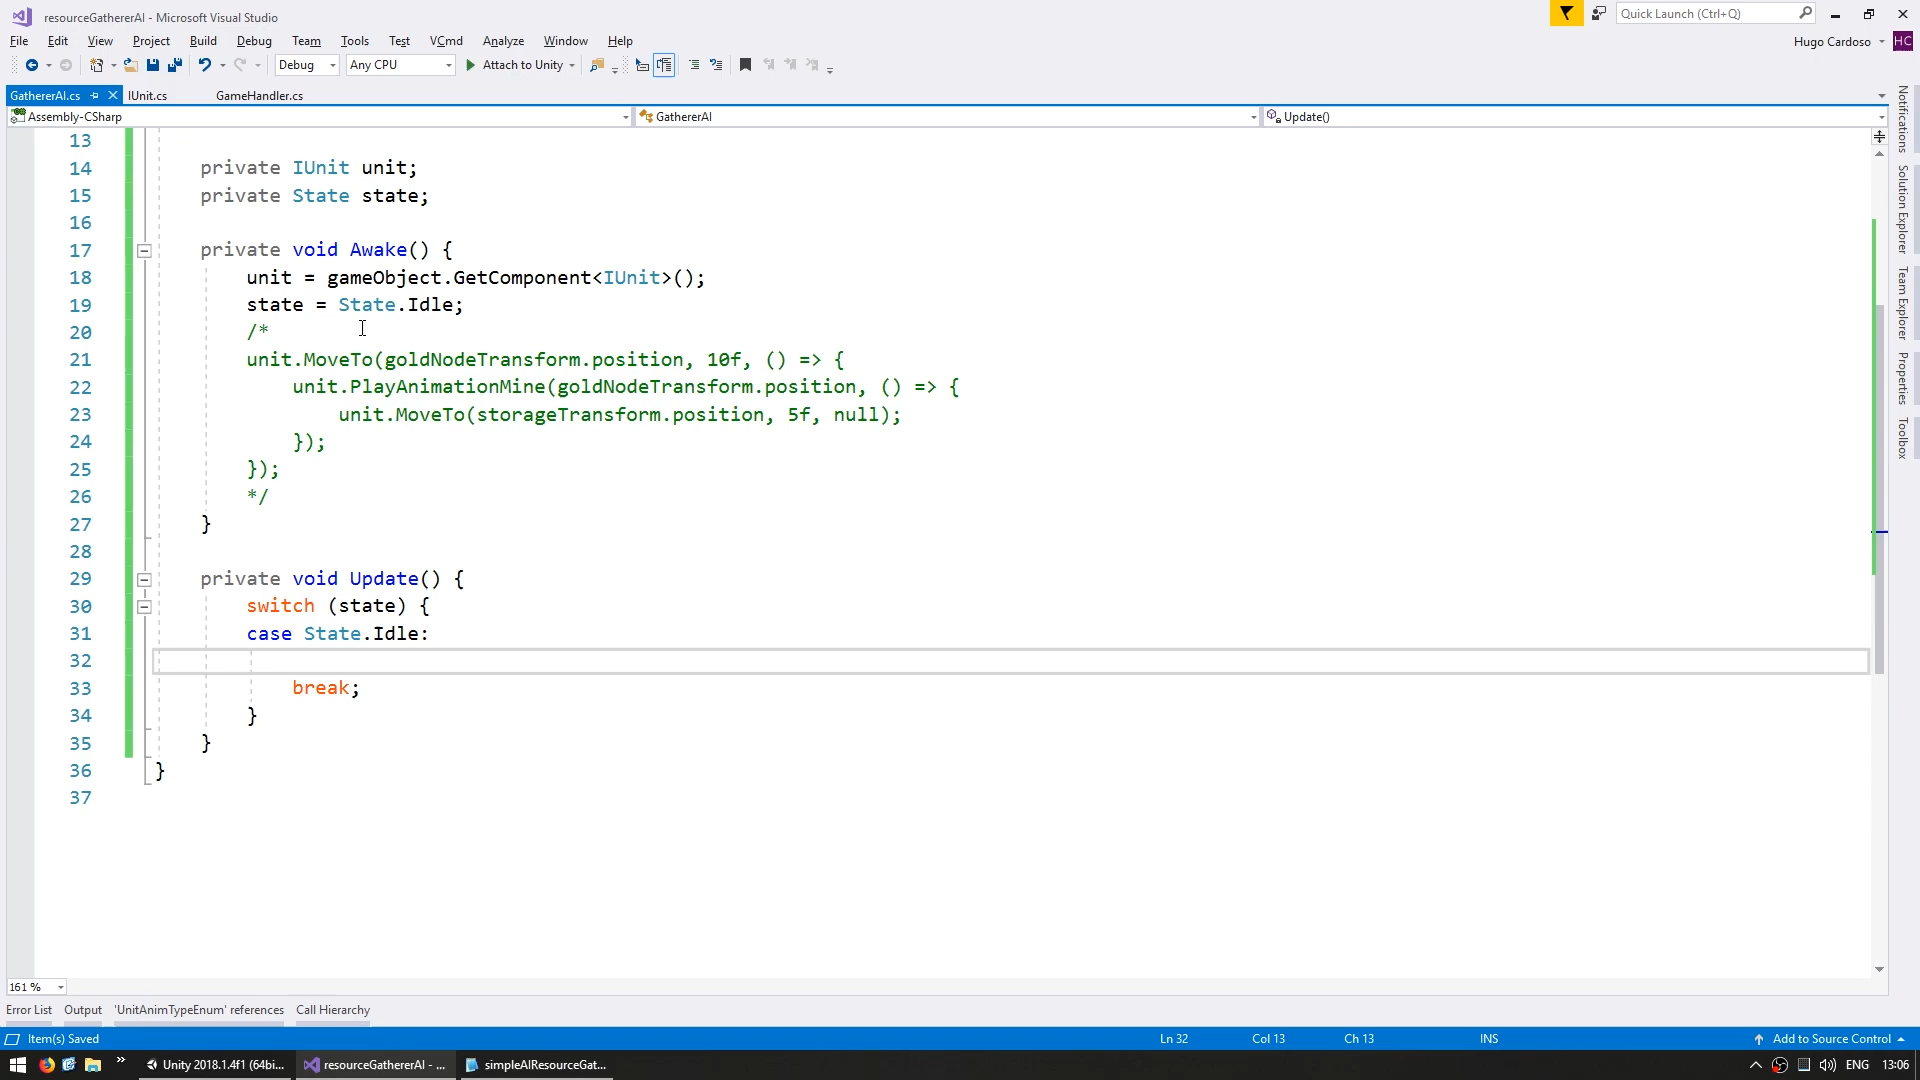 resourceGathererAI - Microsoft Visual Studio
Quick Launch (Ctrl+Q)
File Edit View Project Build Debug Team Tools Test VCmd Analyze Window Help
Hugo Cardoso HC
Debug Any CPU Attach to Unity
GathererAI.cs IUnit.cs GameHandler.cs
Assembly-CSharp GathererAI Update()
13
14 private IUnit unit;
15 private State state;
16
17 private void Awake() {
18 unit = gameObject.GetComponent<IUnit>();
19 state = State.Idle;
20 /*
21 unit.MoveTo(goldNodeTransform.position, 10f, () => {
22 unit.PlayAnimationMine(goldNodeTransform.position, () => {
23 unit.MoveTo(storageTransform.position, 5f, null);
24 });
25 });
26 */
27 }
28
29 private void Update() {
30 switch (state) {
31 case State.Idle:
32
33 break;
34 }
35 }
36 }
37
Notifications
Solution Explorer
Team Explorer
Properties
Toolbox
161 %
Error List Output 'UnitAnimTypeEnum' references Call Hierarchy
Item(s) Saved Ln 32 Col 13 Ch 13 INS Add to Source Control
Unity 2018.1.4f1 (64bi... resourceGathererAI - ... simpleAIResourceGat... ENG 13:06